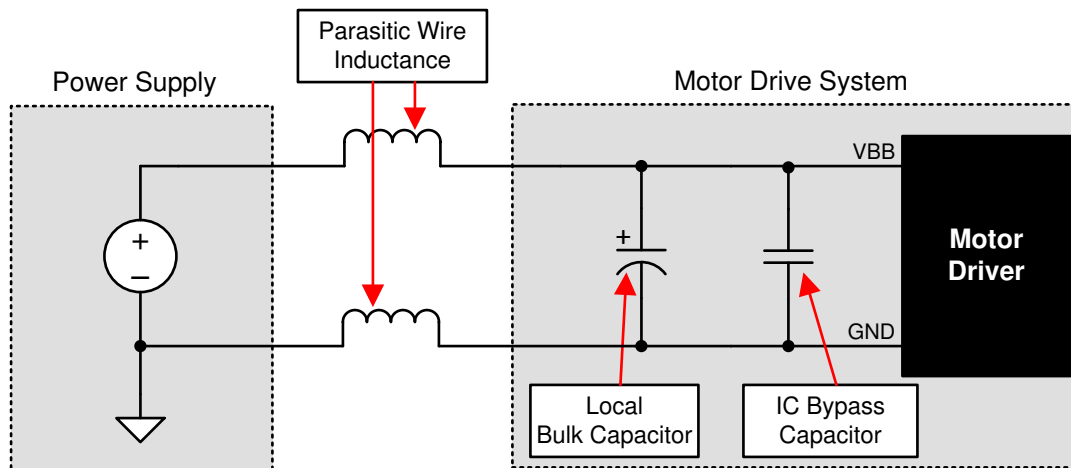 Parasitic Wire
Inductance
Power Supply
Motor Drive System
VBB
+
–
+
Motor
Driver
GND
Local
Bulk Capacitor
IC Bypass
Capacitor